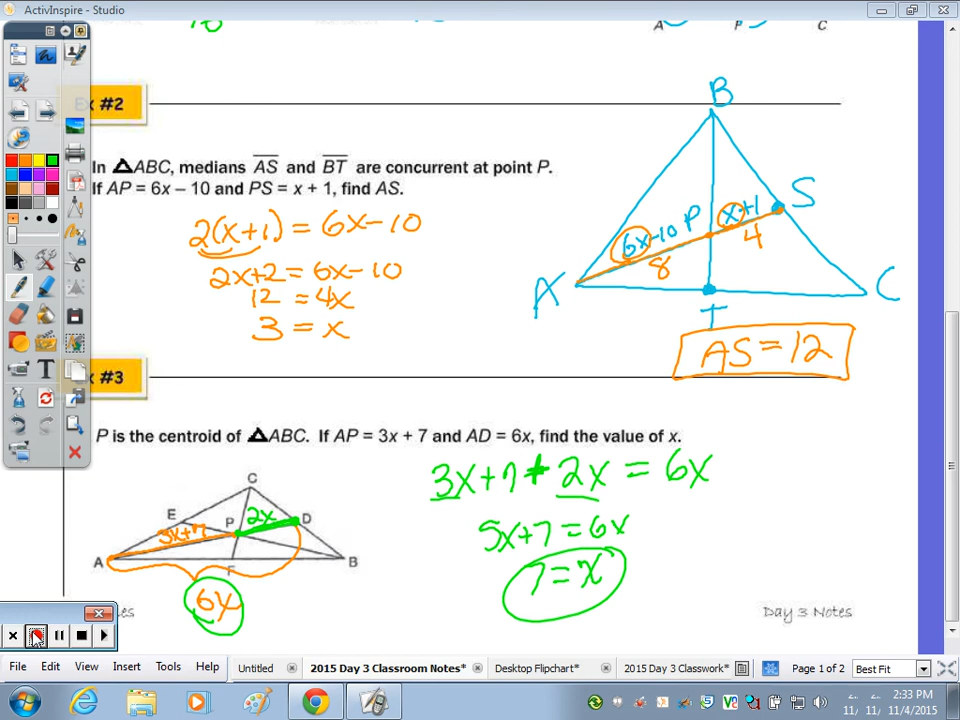 ActivInspire - Studio
A
C
Ex #2
In △ABC, medians AS and BT are concurrent at point P.
If AP = 6x – 10 and PS = x + 1, find AS.
2(x+1) = 6x-10
2x+2 = 6x-10
12 = 4x
3 = x
B
S
P
x+1
6x-10
4
8
A
C
T
AS = 12
#3
P is the centroid of △ABC. If AP = 3x + 7 and AD = 6x, find the value of x.
3x+7+2x = 6x
5x+7=6x
7=x
C
E
P
2x
D
3x+7
A
B
F
6x
Day 3 Notes
File Edit View Insert Tools Help Untitled 2015 Day 3 Classroom Notes* Desktop Flipchart* 2015 Day 3 Classwork* Page 1 of 2 Best Fit
2:33 PM
11/4/2015